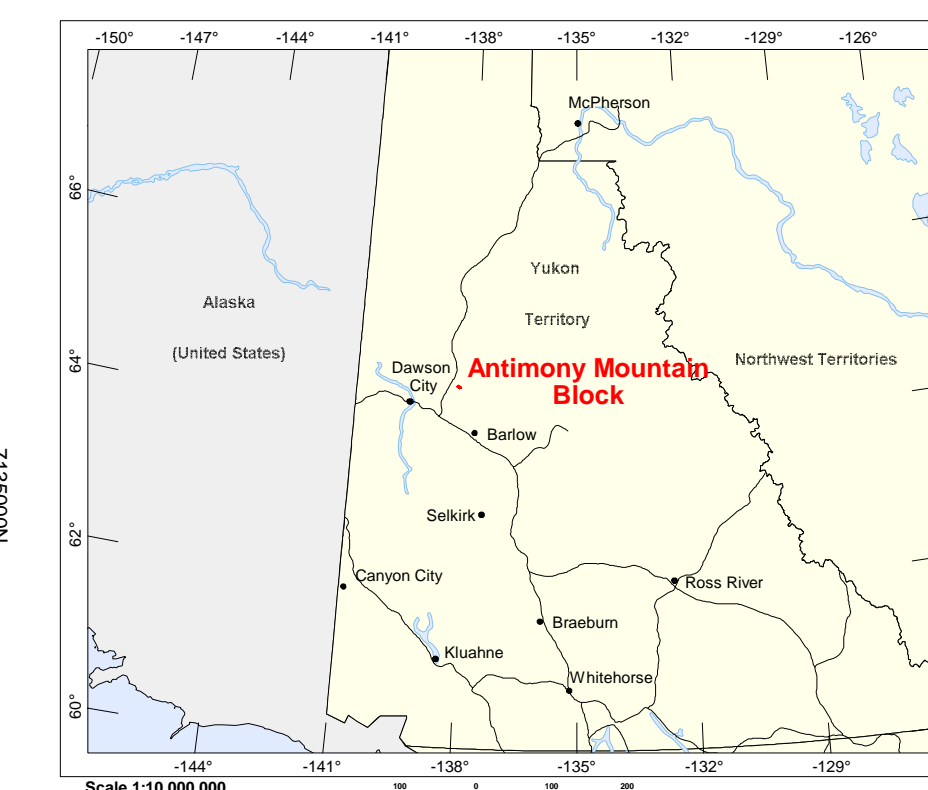 -150° -147° -144° -141° -138° -135° -132° -129° -126°
McPherson
66°
Yukon
Territory
Alaska
(United States)
Northwest Territories
64°
Dawson
City
Antimony Mountain
Block
Barlow
7125000N
Selkirk
62°
Canyon City
Ross River
Braeburn
Kluahne
Whitehorse
60°
-144° -141° -138° -135° -132° -129°
Scale 1:10 000 000
100 0 100 200